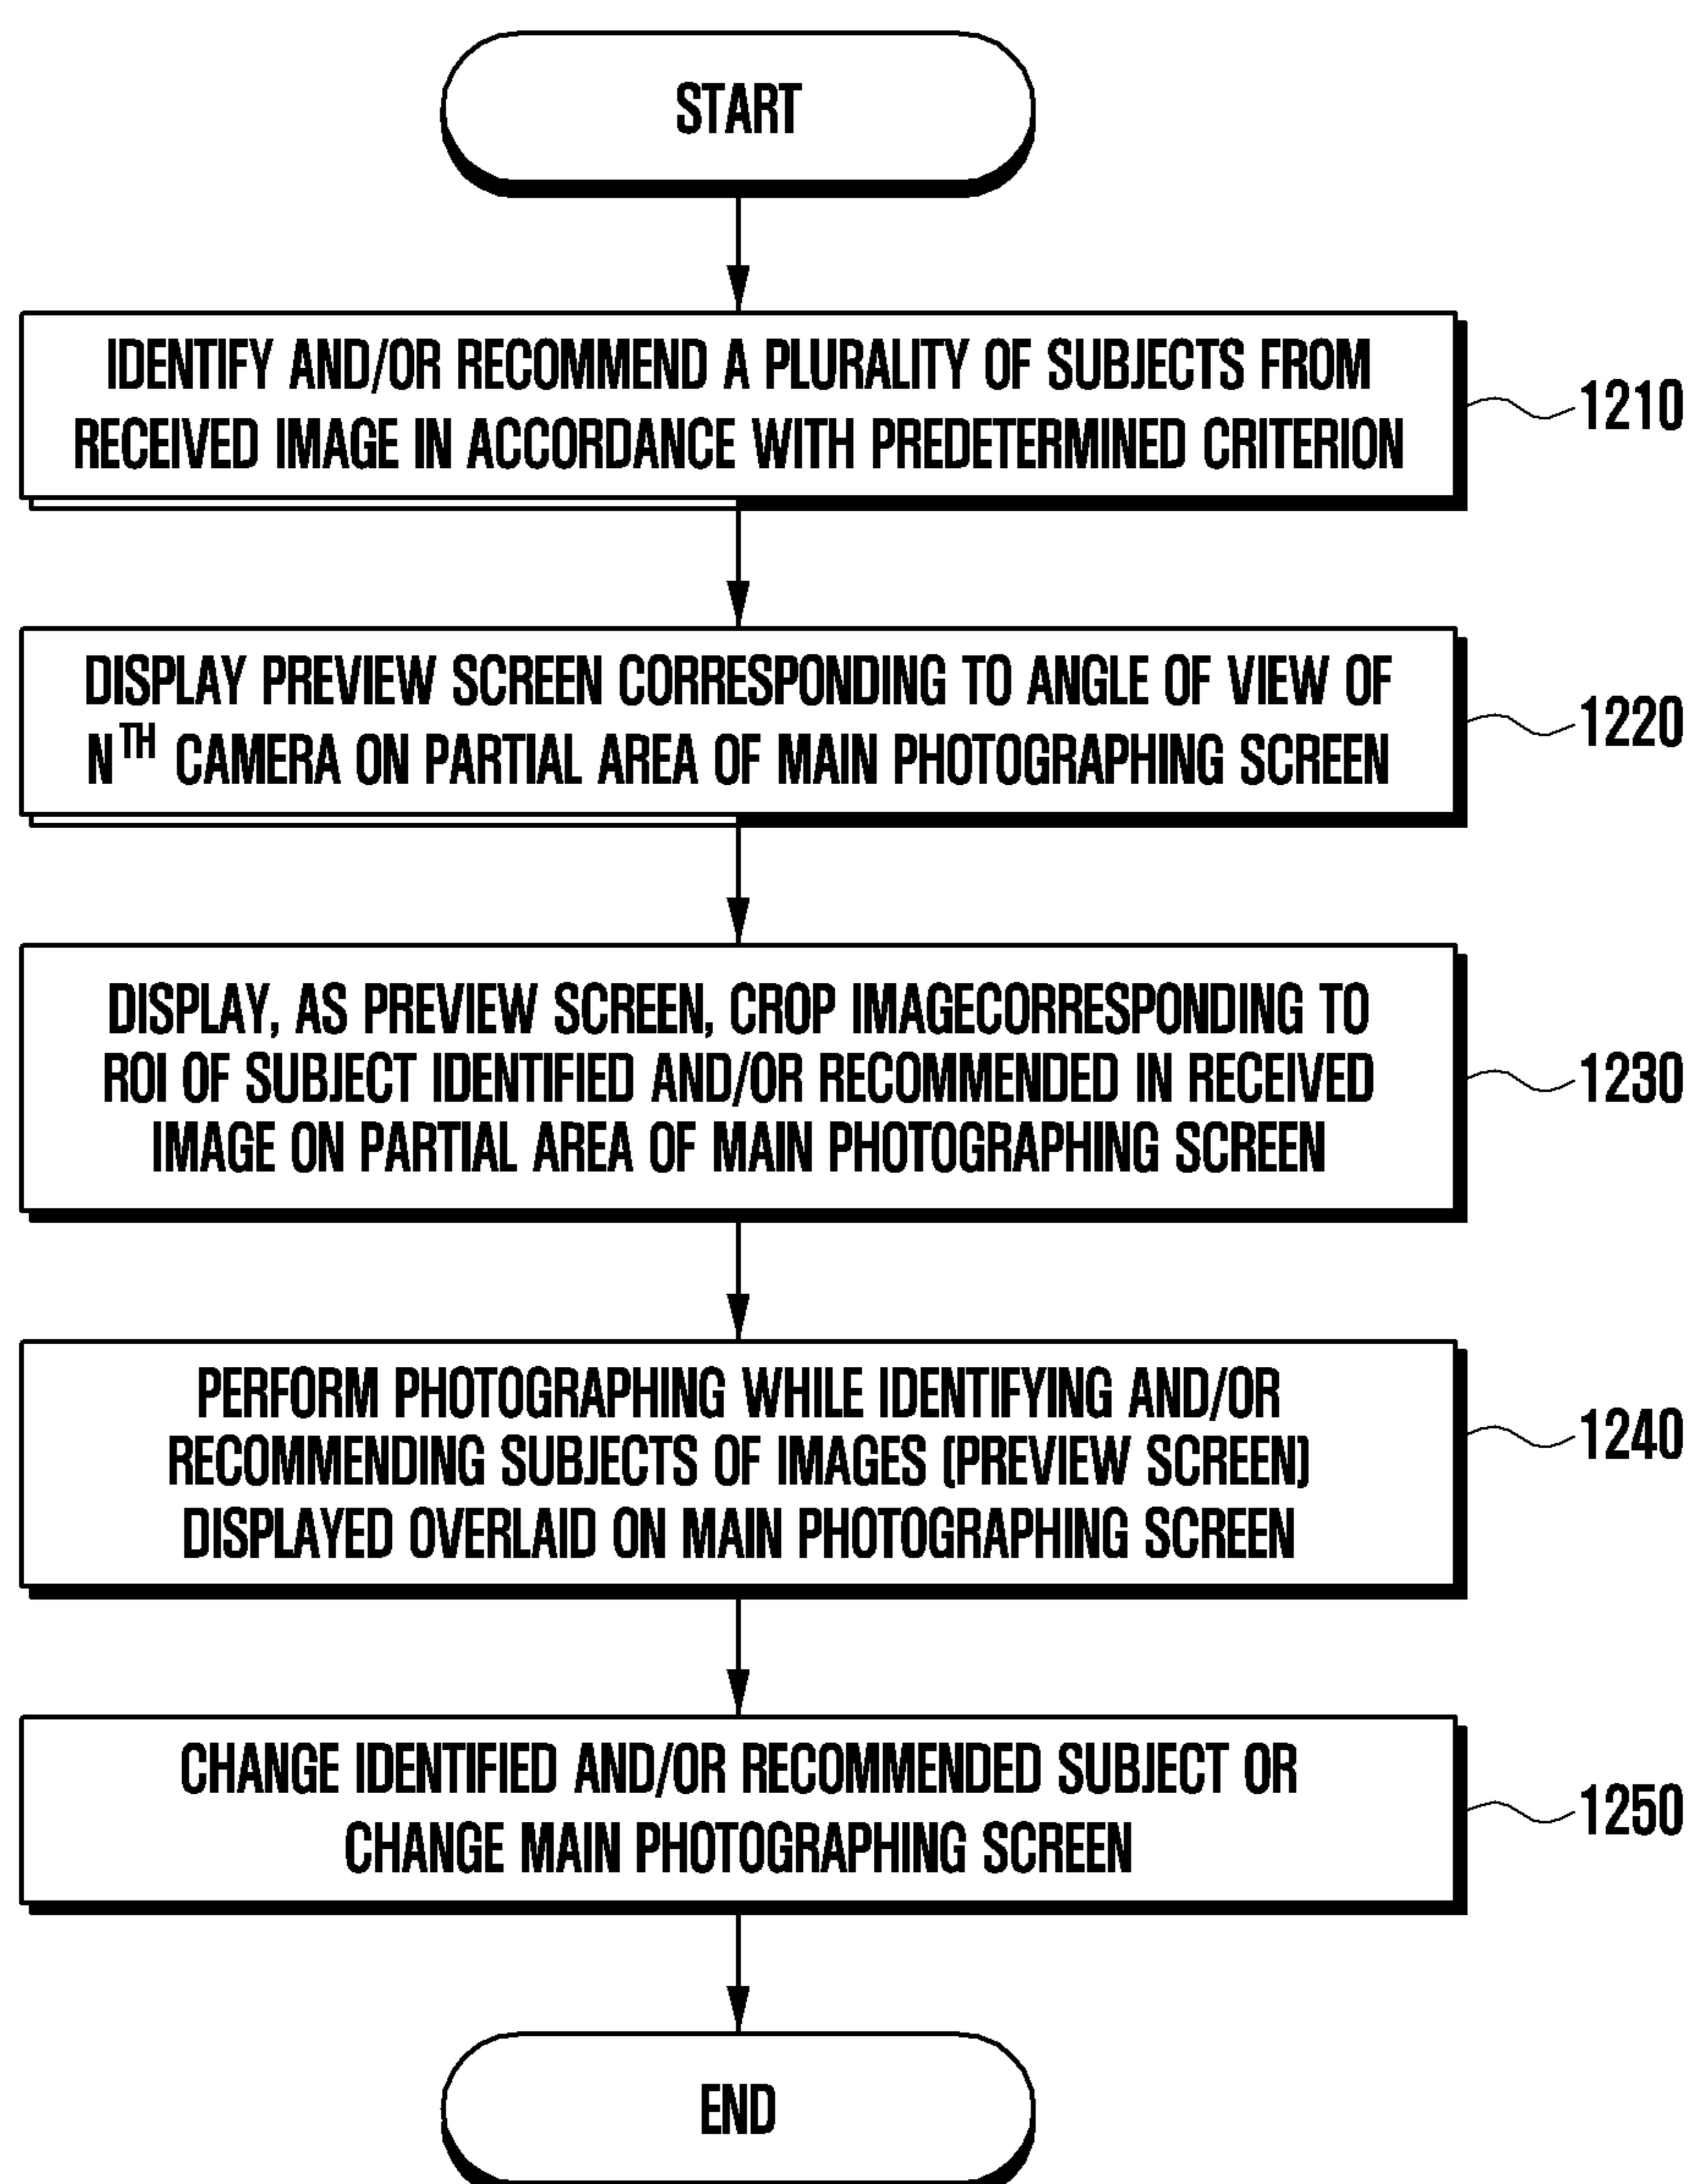 START
IDENTIFY AND/OR RECOMMEND A PLURALITY OF SUBJECTS FROM
RECEIVED IMAGE IN ACCORDANCE WITH PREDETERMINED CRITERION
1210
DISPLAY PREVIEW SCREEN CORRESPONDING TO ANGLE OF VIEW OF
NTH CAMERA ON PARTIAL AREA OF MAIN PHOTOGRAPHING SCREEN
1220
DISPLAY, AS PREVIEW SCREEN, CROP IMAGECORRESPONDING TO
ROI OF SUBJECT IDENTIFIED AND/OR RECOMMENDED IN RECEIVED
IMAGE ON PARTIAL AREA OF MAIN PHOTOGRAPHING SCREEN
1230
PERFORM PHOTOGRAPHING WHILE IDENTIFYING AND/OR
RECOMMENDING SUBJECTS OF IMAGES (PREVIEW SCREEN)
DISPLAYED OVERLAID ON MAIN PHOTOGRAPHING SCREEN
1240
CHANGE IDENTIFIED AND/OR RECOMMENDED SUBJECT OR
CHANGE MAIN PHOTOGRAPHING SCREEN
1250
END